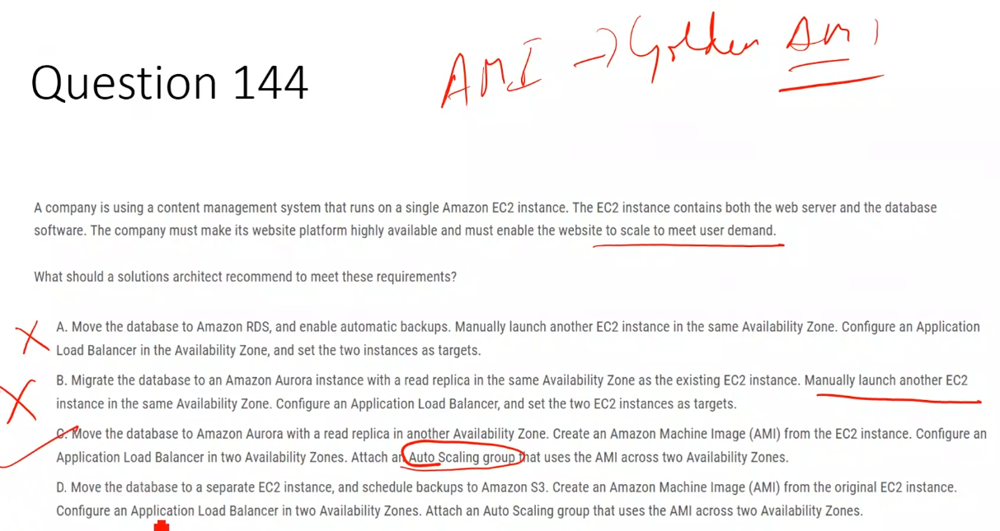 AMI → Golden AMI
Question 144
A company is using a content management system that runs on a single Amazon EC2 instance. The EC2 instance contains both the web server and the database
software. The company must make its website platform highly available and must enable the website to scale to meet user demand.
What should a solutions architect recommend to meet these requirements?
A. Move the database to Amazon RDS, and enable automatic backups. Manually launch another EC2 instance in the same Availability Zone. Configure an Application
Load Balancer in the Availability Zone, and set the two instances as targets.
B. Migrate the database to an Amazon Aurora instance with a read replica in the same Availability Zone as the existing EC2 instance. Manually launch another EC2
instance in the same Availability Zone. Configure an Application Load Balancer, and set the two EC2 instances as targets.
C. Move the database to Amazon Aurora with a read replica in another Availability Zone. Create an Amazon Machine Image (AMI) from the EC2 instance. Configure an
Application Load Balancer in two Availability Zones. Attach an Auto Scaling group that uses the AMI across two Availability Zones.
D. Move the database to a separate EC2 instance, and schedule backups to Amazon S3. Create an Amazon Machine Image (AMI) from the original EC2 instance.
Configure an Application Load Balancer in two Availability Zones. Attach an Auto Scaling group that uses the AMI across two Availability Zones.